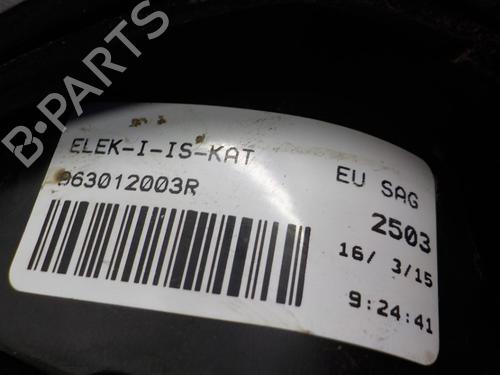 B-PARTS
ELEK-I-IS-KAT
963012003R
EU SAG
2503
16/ 3/15
9:24:41